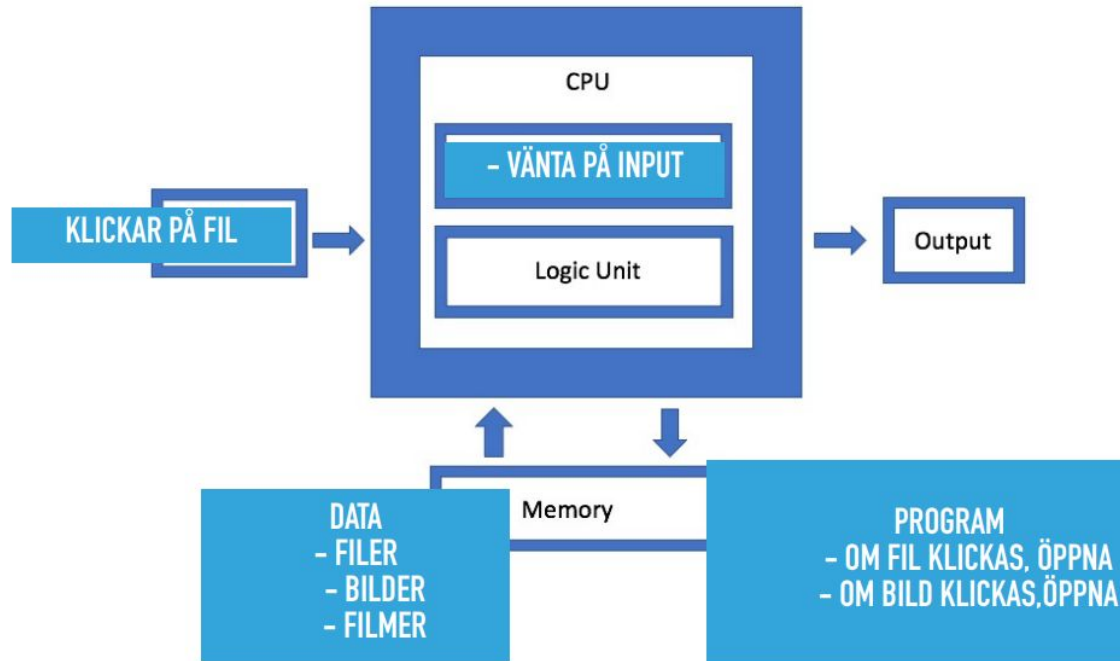 CPU
- VÄNTA PÅ INPUT
KLICKAR PÅ FIL
Logic Unit
Output
Memory
DATA
- FILER
- BILDER
- FILMER
PROGRAM
- OM FIL KLICKAS, ÖPPNA
- OM BILD KLICKAS,ÖPPNA